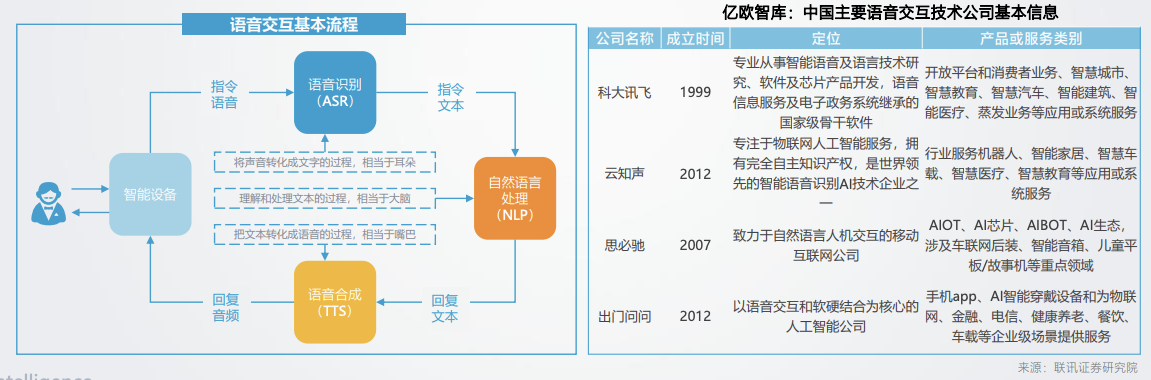 语音交互基本流程
指令
语音
语音识别
（ASR）
指令
文本
将声音转化成文字的过程，相当于耳朵
智能设备
理解和处理文本的过程，相当于大脑
自然语言
处理
（NLP）
把文本转化成语音的过程，相当于嘴巴
回复
音频
语音合成
（TTS）
回复
文本
亿欧智库：中国主要语音交互技术公司基本信息
公司名称 成立时间 定位 产品或服务类别
科大讯飞 1999
专业从事智能语音及语言技术研
究、软件及芯片产品开发，语音
信息服务及电子政务系统继承的
国家级骨干软件
开放平台和消费者业务、智慧城市、
智慧教育、智慧汽车、智能建筑、智
能医疗、蒸发业务等应用或系统服务
云知声 2012
专注于物联网人工智能服务，拥
有完全自主知识产权，是世界领
先的智能语音识别AI技术企业之
一
行业服务机器人、智能家居、智慧车
载、智慧医疗、智慧教育等应用或系
统服务
思必驰 2007
致力于自然语言人机交互的移动
互联网公司
AIOT、AI芯片、AIBOT、AI生态，
涉及车联网后装、智能音箱、儿童平
板/故事机等重点领域
出门问问 2012
以语音交互和软硬结合为核心的
人工智能公司
手机app、AI智能穿戴设备和为物联
网、金融、电信、健康养老、餐饮、
车载等企业级场景提供服务
来源：联讯证券研究院